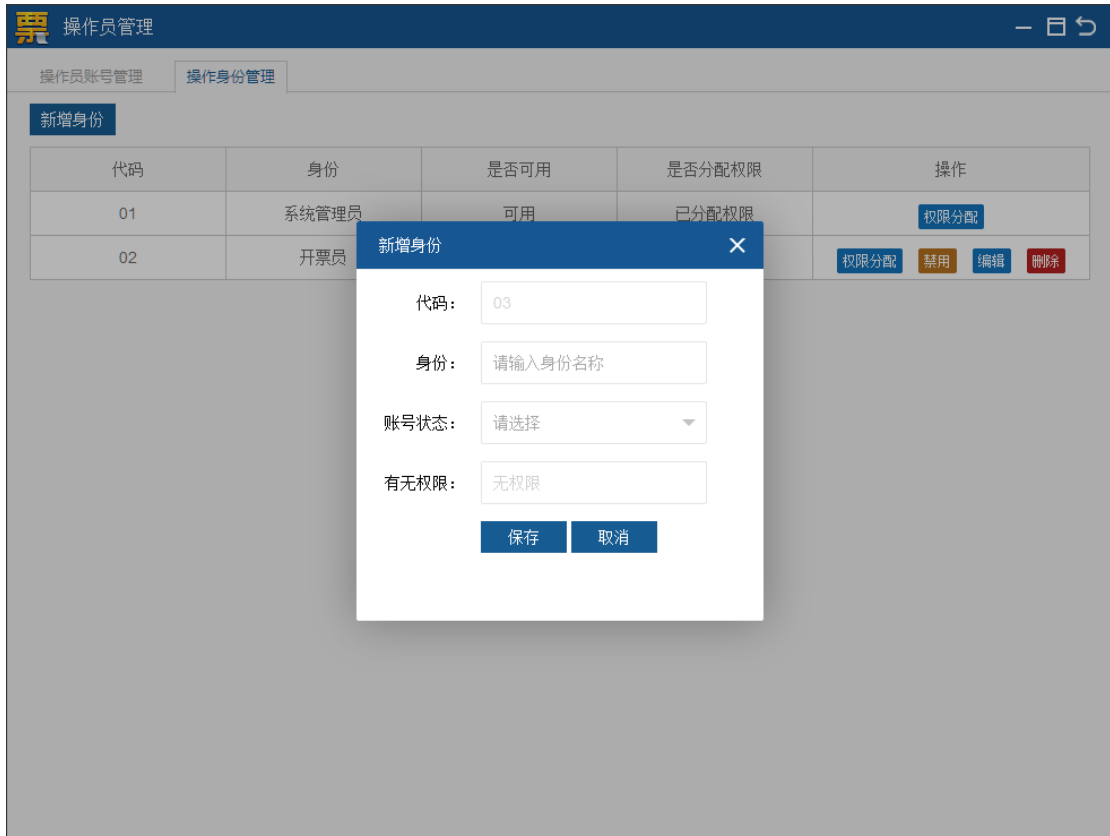 票 操作员管理
操作员账号管理 操作身份管理
新增身份
代码 身份 是否可用 是否分配权限 操作
01 系统管理员 可用 已分配权限 权限分配
02 开票员 权限分配 禁用 编辑 删除
新增身份
代码： 03
身份： 请输入身份名称
账号状态： 请选择
有无权限： 无权限
保存 取消